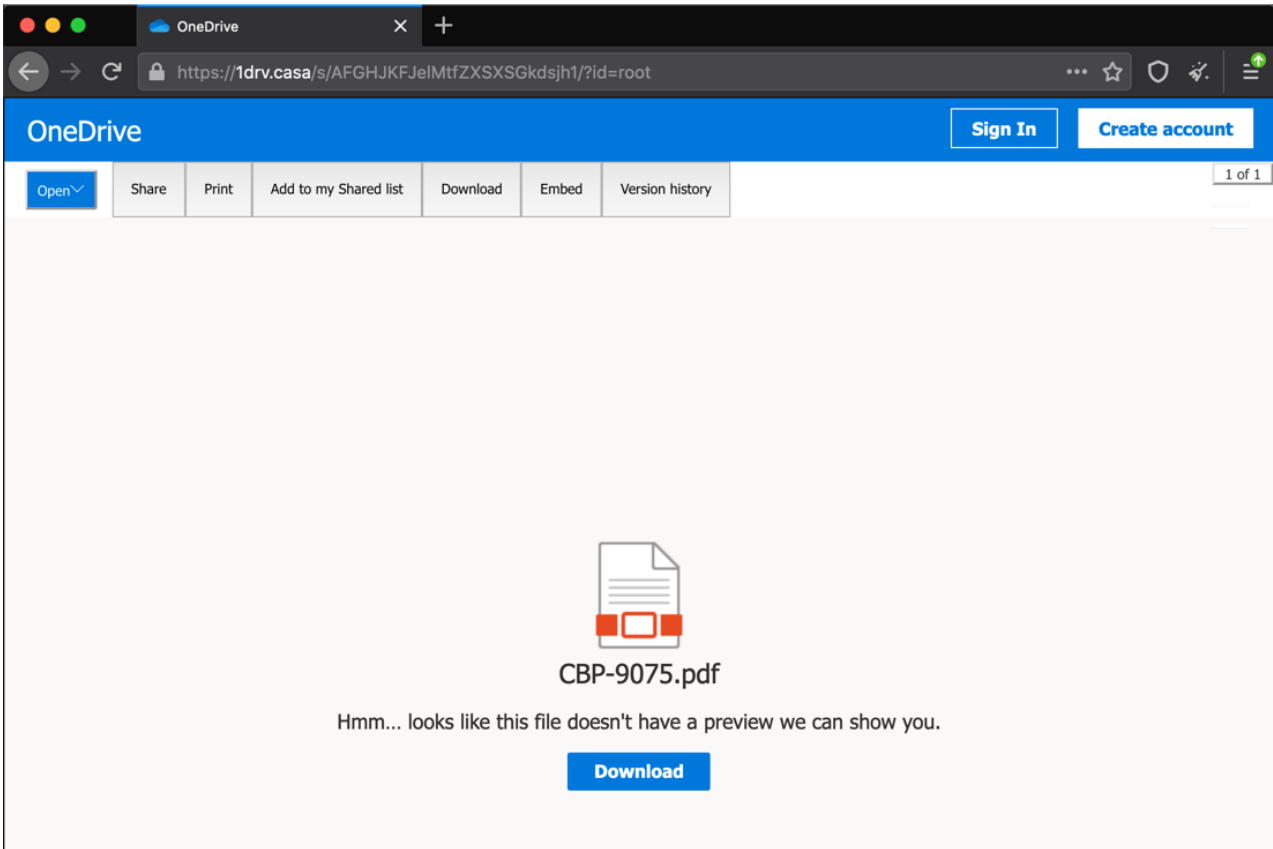 OneDrive
https://1drv.casa/s/AFGHJKFJelMtfZXSXSGkdsjh1/?id=root
OneDrive Sign In Create account
Open Share Print Add to my Shared list Download Embed Version history 1 of 1
CBP-9075.pdf
Hmm... looks like this file doesn't have a preview we can show you.
Download